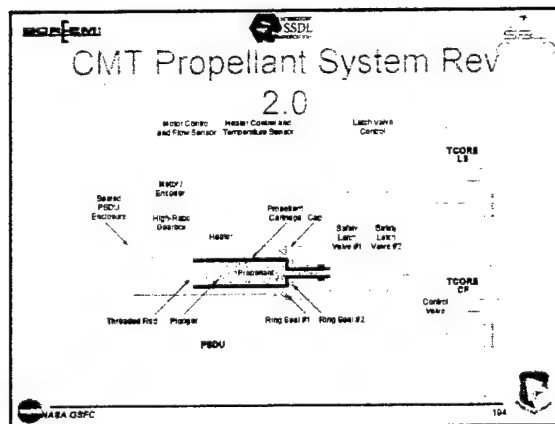 SSDL
CMT Propellant System Rev
2.0
Motor Control
and Flow Sensor
Heater Control and
Temperature Sensor
Latch Valve
Control
TCORE
LS
Motor/
Encoder
Sealed
PSDU
Enclosure
High-Ratio
Gearbox
Propellant
Cartridge
Cap
Heater
Safety
Latch
Valve #1
Safety
Latch
Valve #2
Propellant
TCORE
CF
Control
Valve
Threaded Rod
Plunger
Ring Seal #1
Ring Seal #2
PSDU
NASA GSFC
194